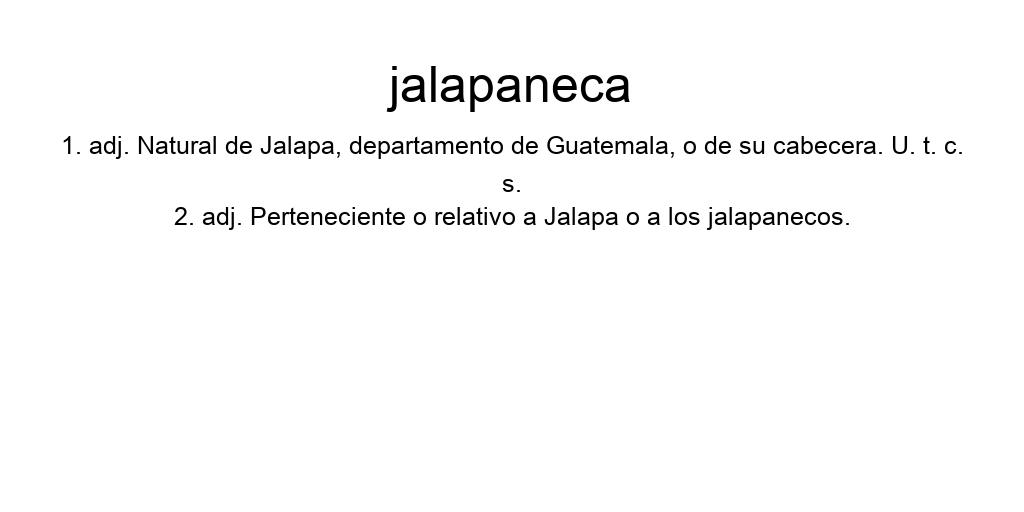 jalapaneca
1. adj. Natural de Jalapa, departamento de Guatemala, o de su cabecera. U. t. c.
s.
2. adj. Perteneciente o relativo a Jalapa o a los jalapanecos.